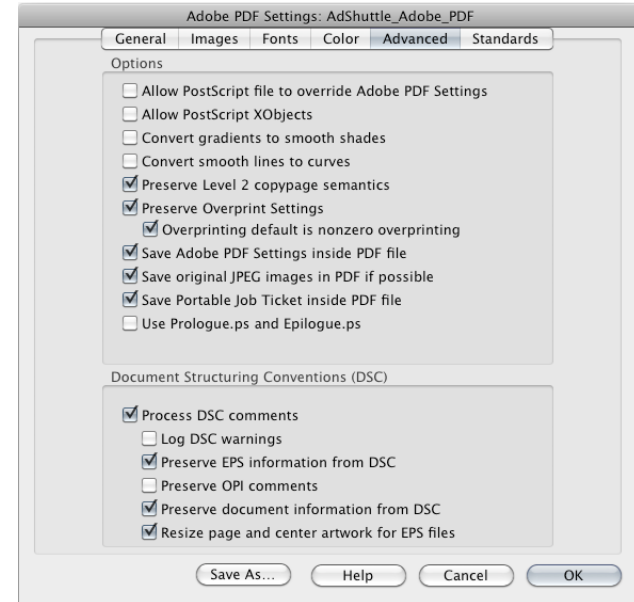 Adobe PDF Settings: AdShuttle_Adobe_PDF
General Images Fonts Color Advanced Standards
Options
Allow PostScript file to override Adobe PDF Settings
Allow PostScript XObjects
Convert gradients to smooth shades
Convert smooth lines to curves
Preserve Level 2 copypage semantics
Preserve Overprint Settings
Overprinting default is nonzero overprinting
Save Adobe PDF Settings inside PDF file
Save original JPEG images in PDF if possible
Save Portable Job Ticket inside PDF file
Use Prologue.ps and Epilogue.ps
Document Structuring Conventions (DSC)
Process DSC comments
Log DSC warnings
Preserve EPS information from DSC
Preserve OPI comments
Preserve document information from DSC
Resize page and center artwork for EPS files
Save As... Help Cancel OK